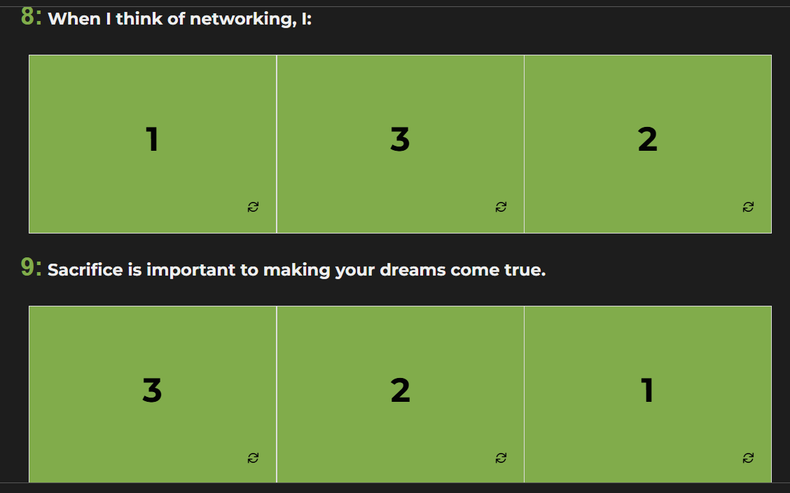 8: When I think of networking, I:
1 3 2
9: Sacrifice is important to making your dreams come true.
3 2 1